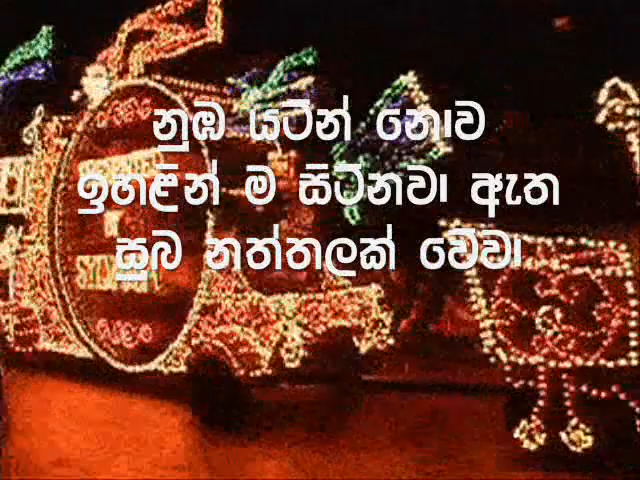 නුඹ යටින් නොව
ඉහළින් ම සිටිනවා ඇත
සුබ නත්තලක් වේවා